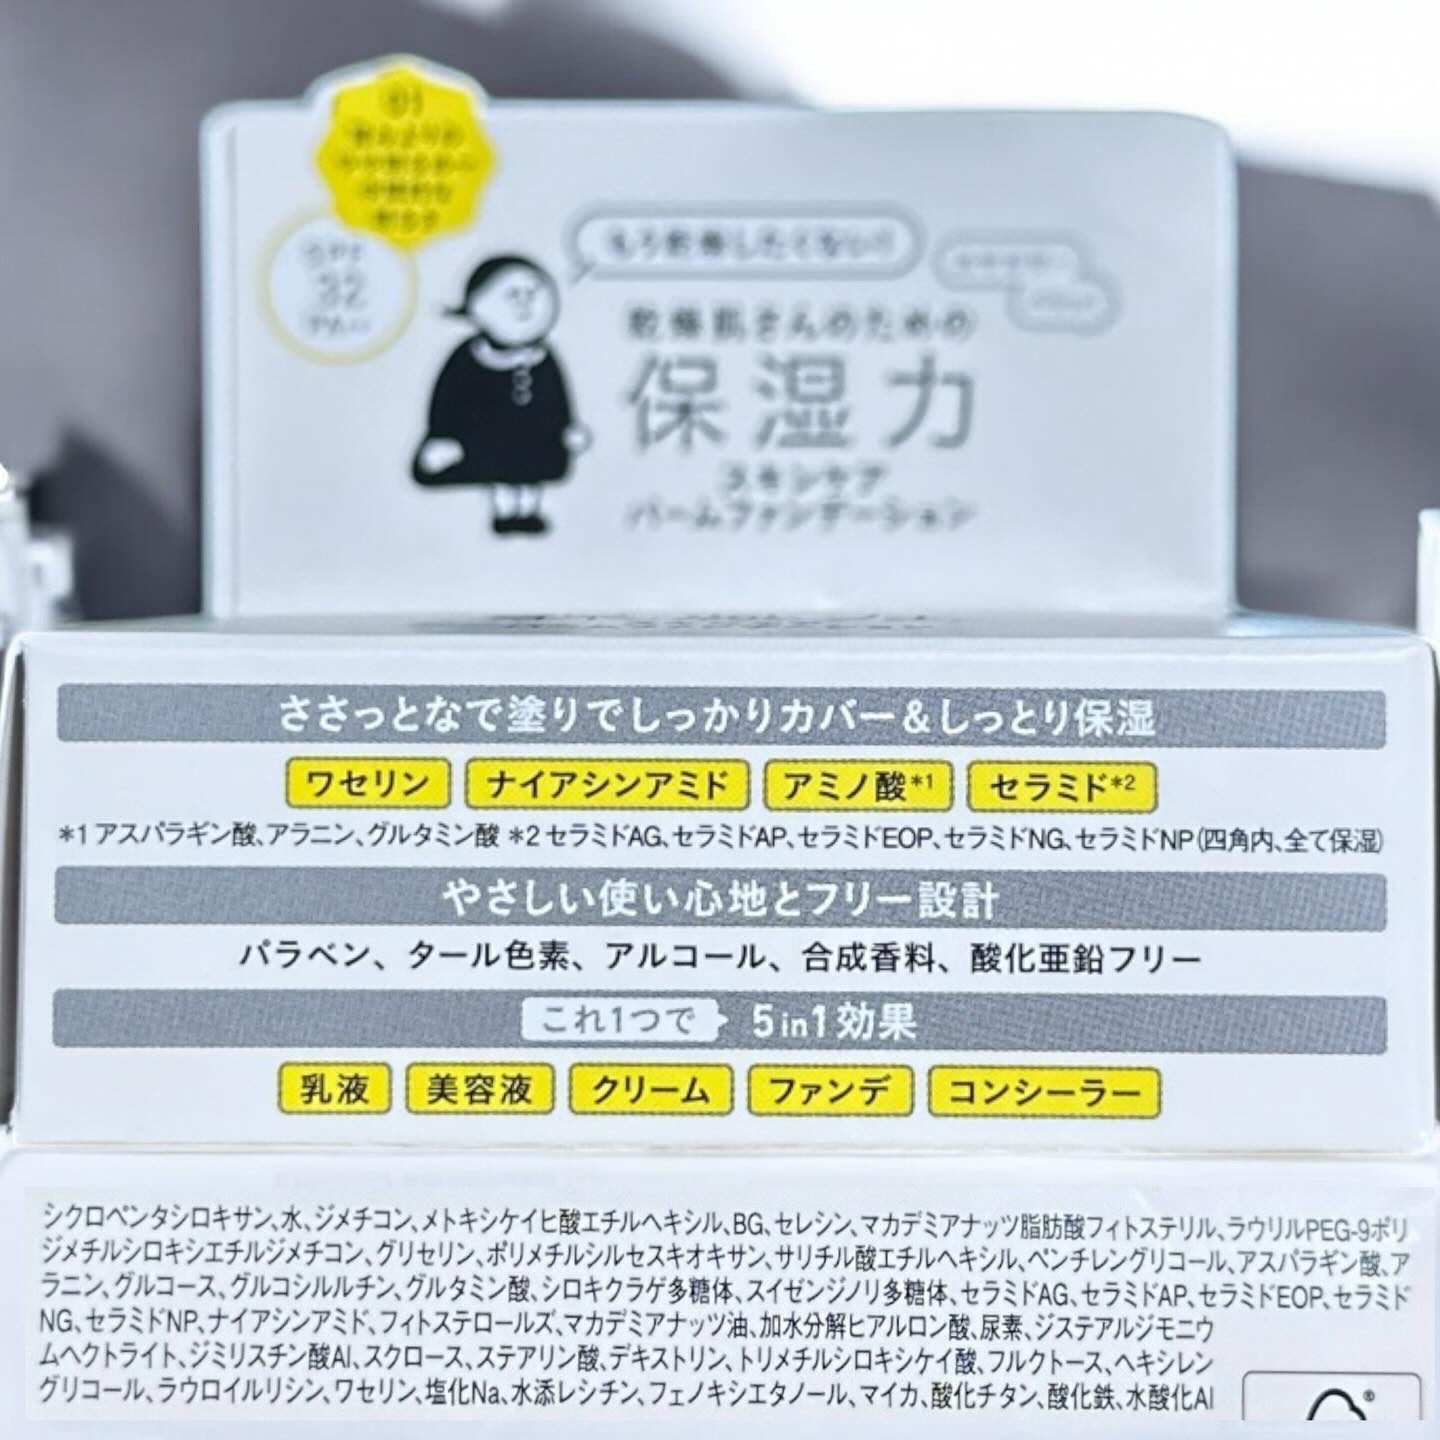 SPF
32
PA++
もう乾燥したくない！
乾燥肌さんのための
保湿力
スキンケア
バームファンデーション
ささっとなで塗りでしっかりカバー＆しっとり保湿
ワセリン ナイアシンアミド アミノ酸*1 セラミド*2
*1 アスパラギン酸、アラニン、グルタミン酸 *2 セラミドAG、セラミドAP、セラミドEOP、セラミドNG、セラミドNP(四角内、全て保湿)
やさしい使い心地とフリー設計
パラベン、タール色素、アルコール、合成香料、酸化亜鉛フリー
これ1つで 5in1効果
乳液 美容液 クリーム ファンデ コンシーラー
シクロペンタシロキサン、水、ジメチコン、メトキシケイヒ酸エチルヘキシル、BG、セレシン、マカデミアナッツ脂肪酸フィトステリル、ラウリルPEG-9ポリ
ジメチルシロキシエチルジメチコン、グリセリン、ポリメチルシルセスキオキサン、サリチル酸エチルヘキシル、ペンチレングリコール、アスパラギン酸、ア
ラニン、グルコース、グルコシルルチン、グルタミン酸、シロキクラゲ多糖体、スイゼンジノリ多糖体、セラミドAG、セラミドAP、セラミドEOP、セラミド
NG、セラミドNP、ナイアシンアミド、フィトステロールズ、マカデミアナッツ油、加水分解ヒアルロン酸、尿素、ジステアルジモニウ
ムヘクトライト、ジミリスチン酸Al、スクロース、ステアリン酸、デキストリン、トリメチルシロキシケイ酸、フルクトース、ヘキシレン
グリコール、ラウロイルリシン、ワセリン、塩化Na、水添レシチン、フェノキシエタノール、マイカ、酸化チタン、酸化鉄、水酸化Al